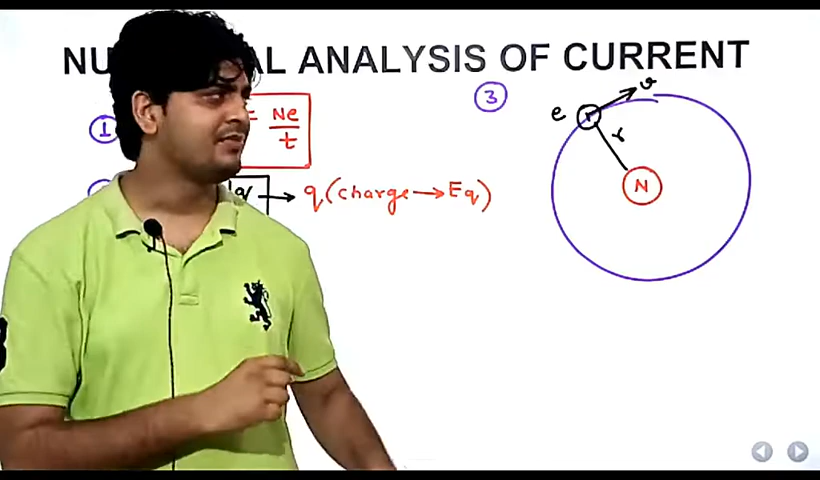 NU AL ANALYSIS OF CURRENT
1 = Ne/t
→ q (charge → Eq)
3
e v
r
N